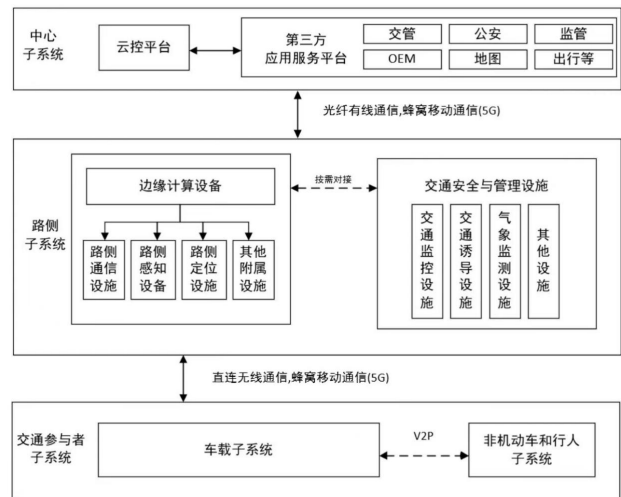 中心
子系统
云控平台
第三方
应用服务平台
交管
公安
监管
OEM
地图
出行等
光纤有线通信,蜂窝移动通信(5G)
路侧
子系统
边缘计算设备
路侧
通信
设施
路侧
感知
设备
路侧
定位
设施
其他
附属
设施
按需对接
交通安全与管理设施
交通监控设施
交通诱导设施
气象监测设施
其他设施
直连无线通信,蜂窝移动通信(5G)
交通参与者
子系统
车载子系统
V2P
非机动车和行人
子系统